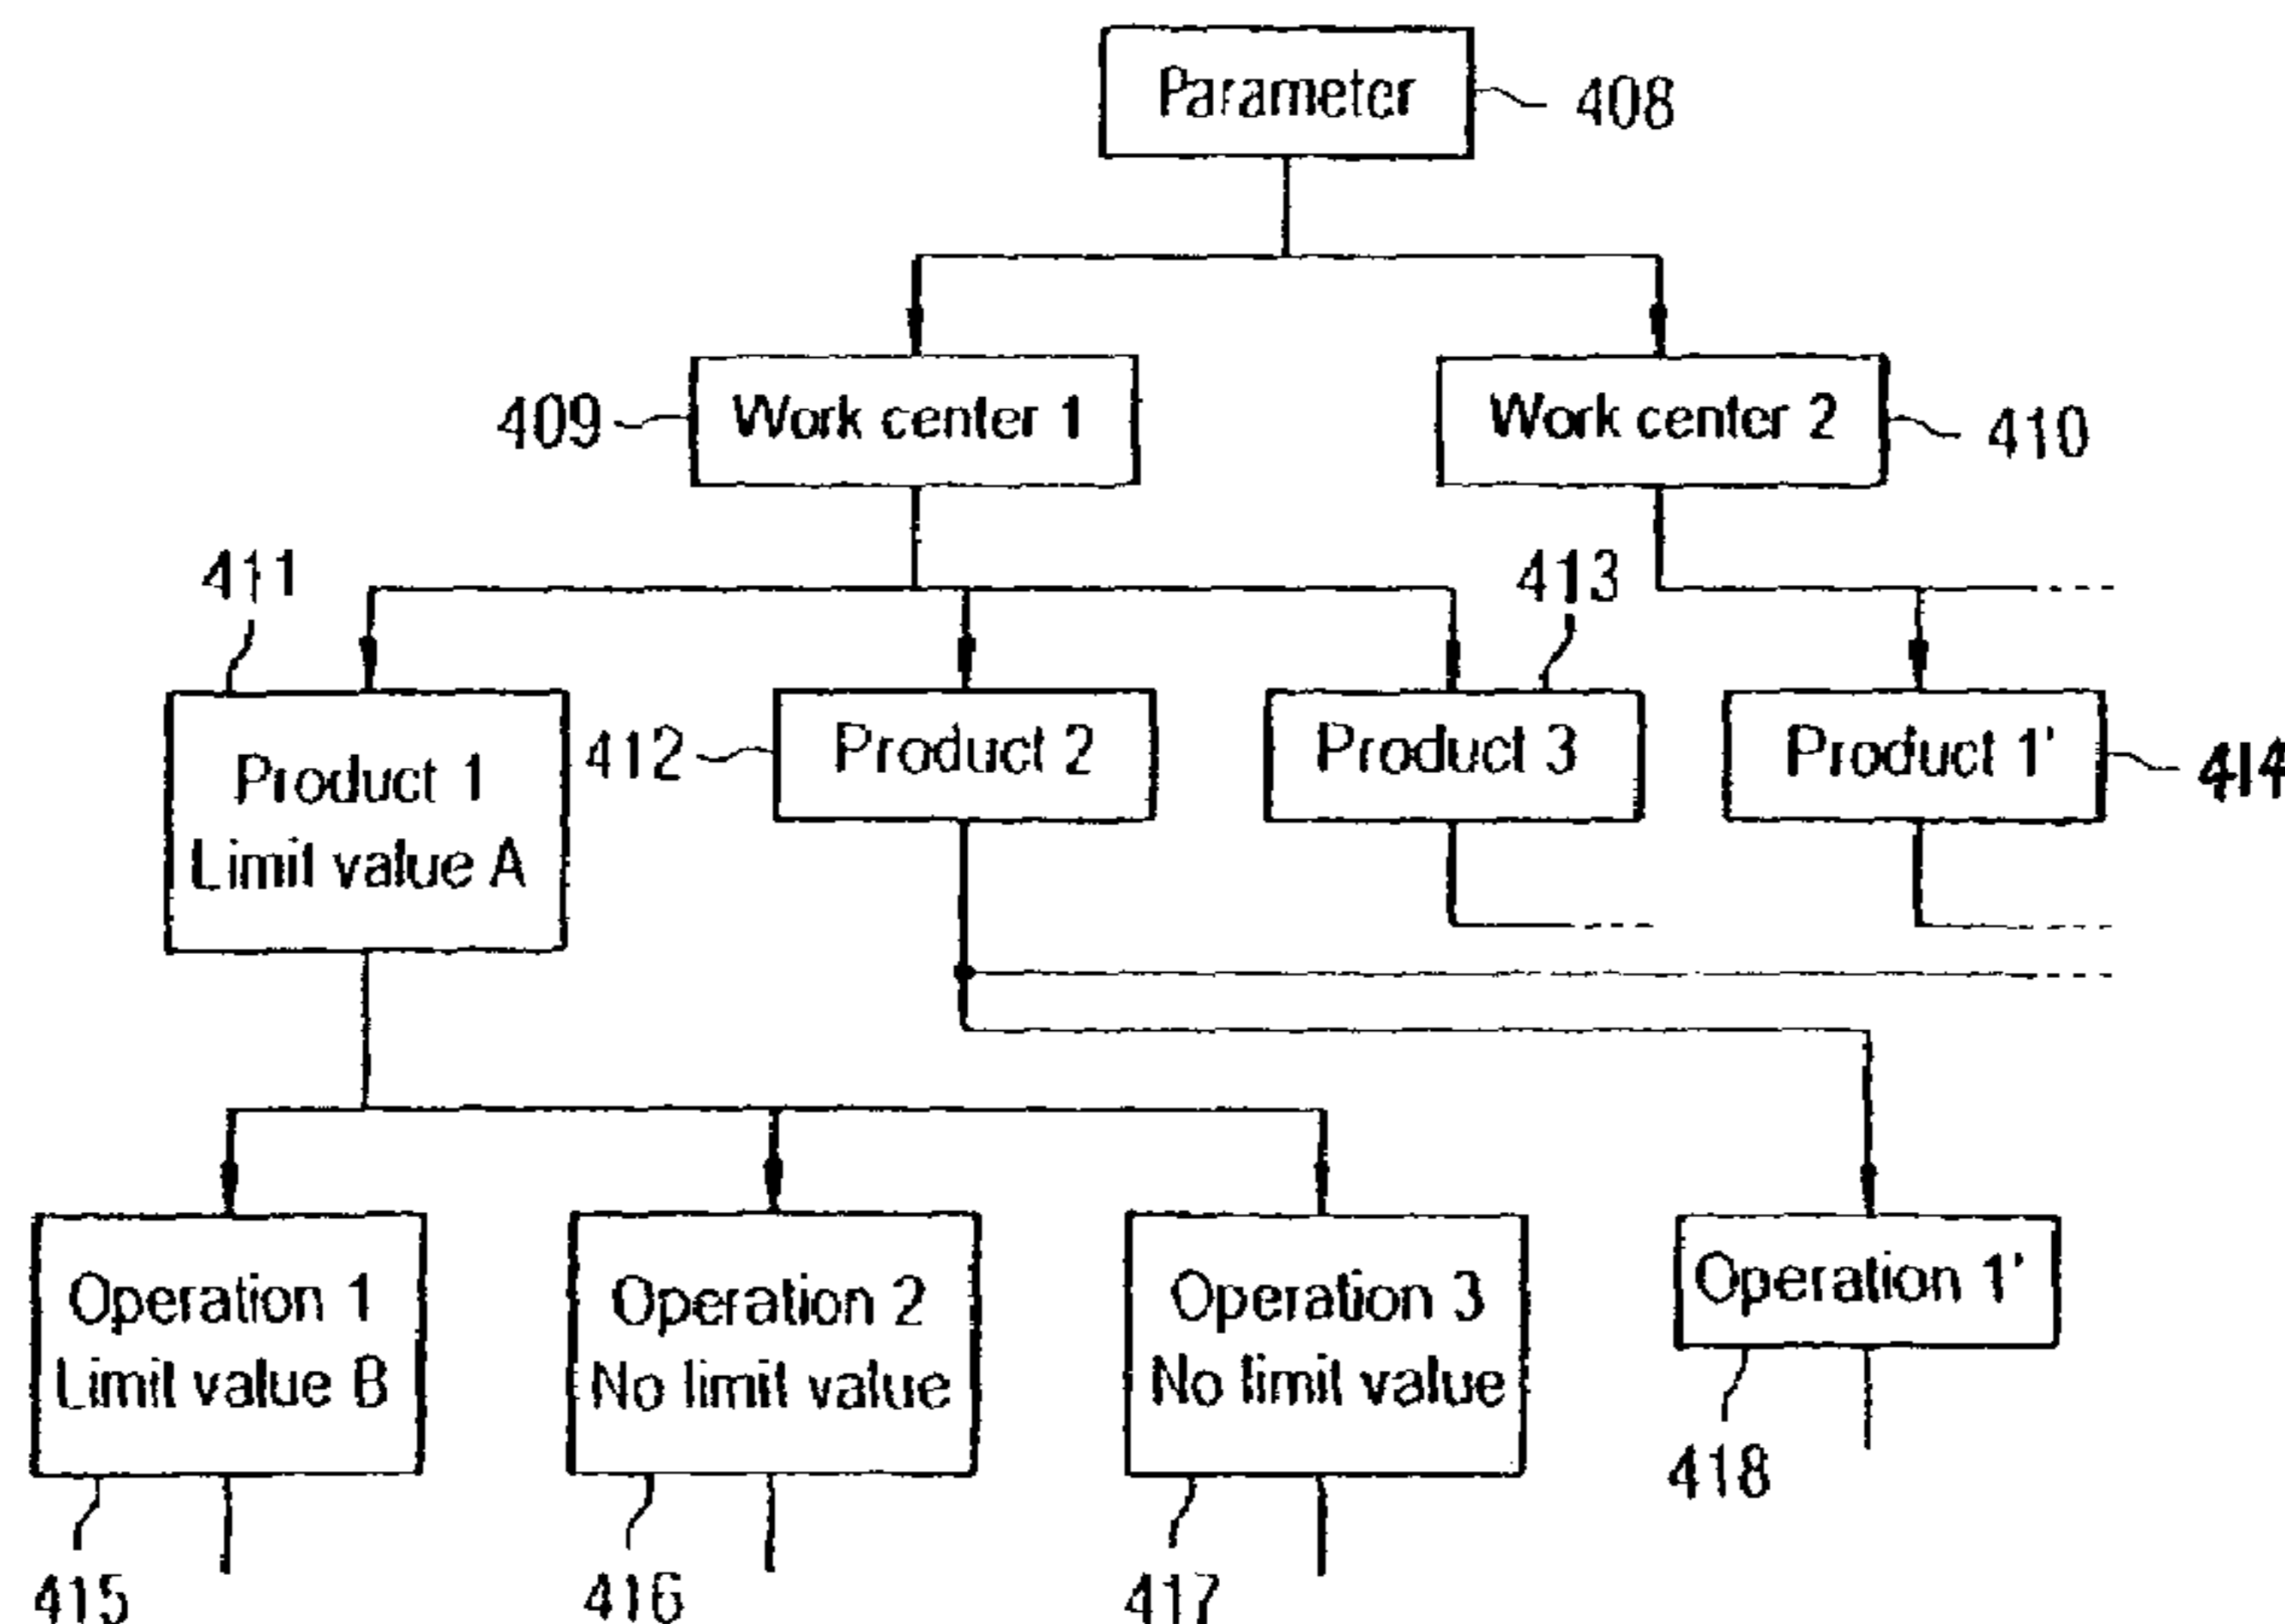 Parameter
408
409
Work center 1
Work center 2
410
411
413
Product 1
Limit value A
412
Product 2
Product 3
Product 1'
414
Operation 1
Limit value B
Operation 2
No limit value
Operation 3
No limit value
Operation 1'
418
415
416
417